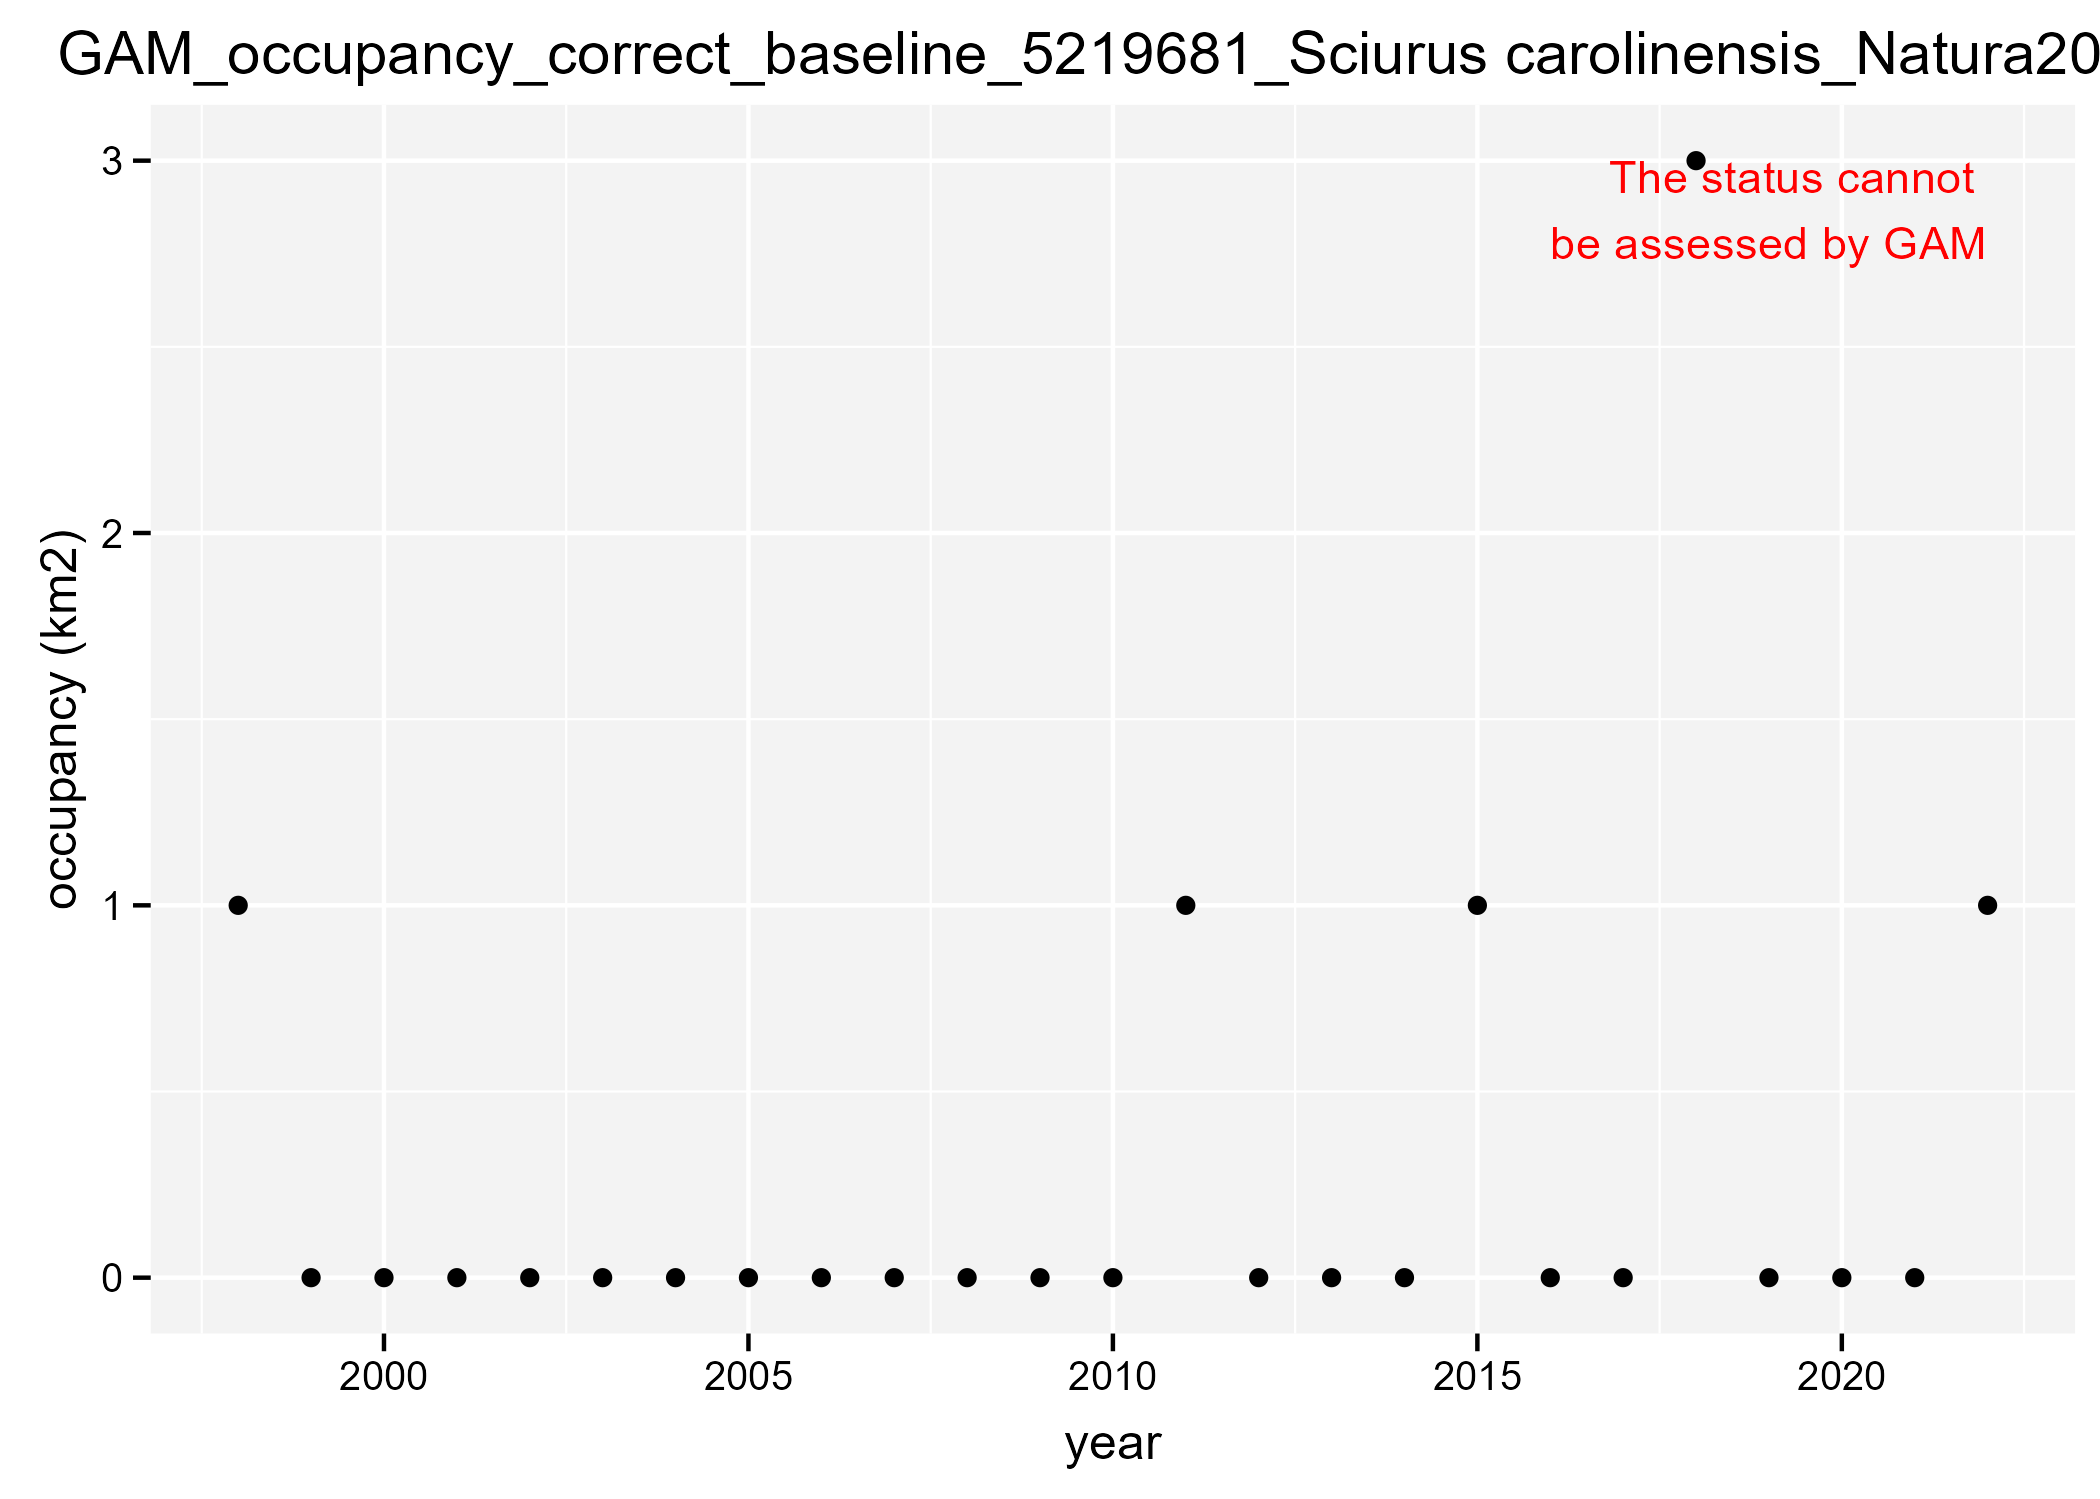 GAM_occupancy_correct_baseline_5219681_Sciurus carolinensis_Natura20
3
The status cannot
be assessed by GAM
2
occupancy (km2)
1
0
2000 2005 2010 2015 2020
year